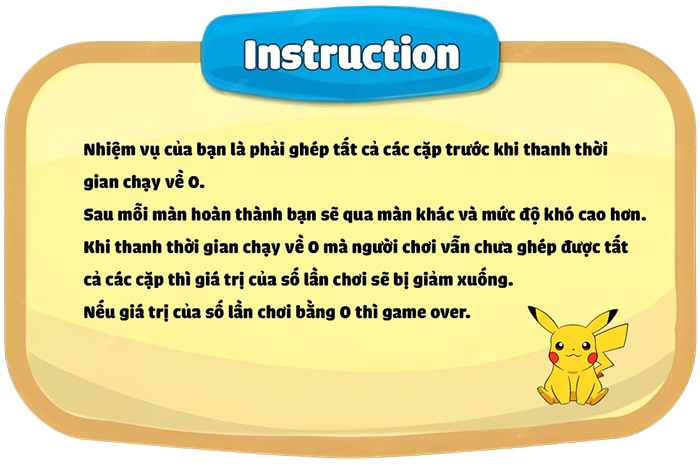 Instruction
Nhiệm vụ của bạn là phải ghép tất cả các cặp trước khi thanh thời
gian chạy về 0.
Sau mỗi màn hoàn thành bạn sẽ qua màn khác và mức độ khó cao hơn.
Khi thanh thời gian chạy về 0 mà người chơi vẫn chưa ghép được tất
cả các cặp thì giá trị của số lần chơi sẽ bị giảm xuống.
Nếu giá trị của số lần chơi bằng 0 thì game over.